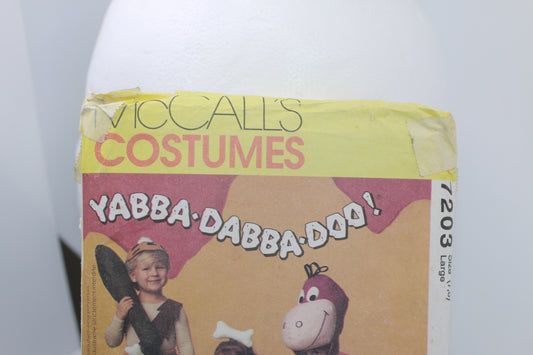 McCALL'S
COSTUMES
YABBA-DABBA-DOO!
7203
Large